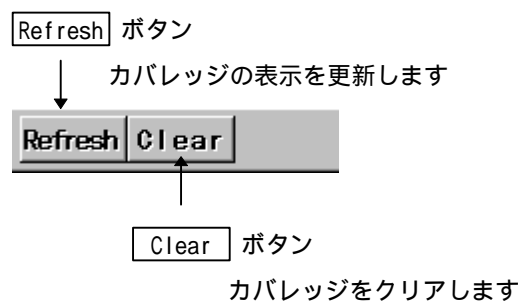 Refresh ボタン
カバレッジの表示を更新します
Refresh Clear
Clear ボタン
カバレッジをクリアします